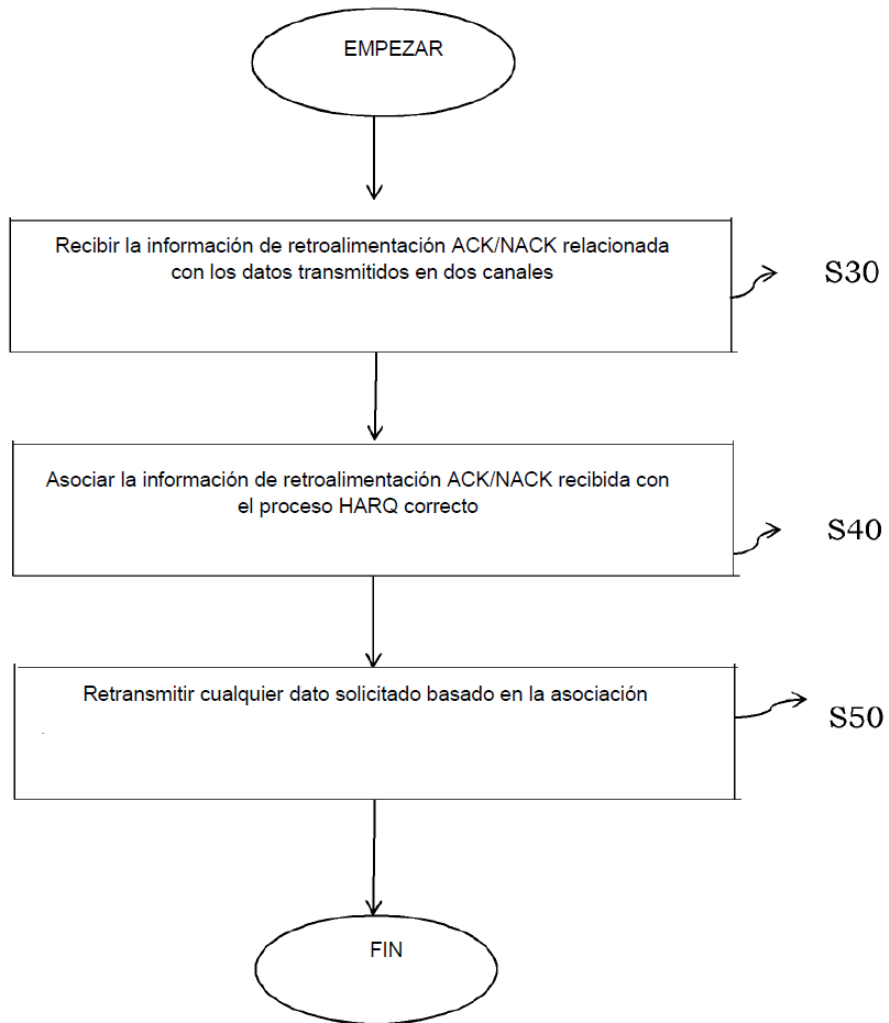 EMPEZAR
Recibir la información de retroalimentación ACK/NACK relacionada
con los datos transmitidos en dos canales
S30
Asociar la información de retroalimentación ACK/NACK recibida con
el proceso HARQ correcto
S40
Retransmitir cualquier dato solicitado basado en la asociación
S50
FIN